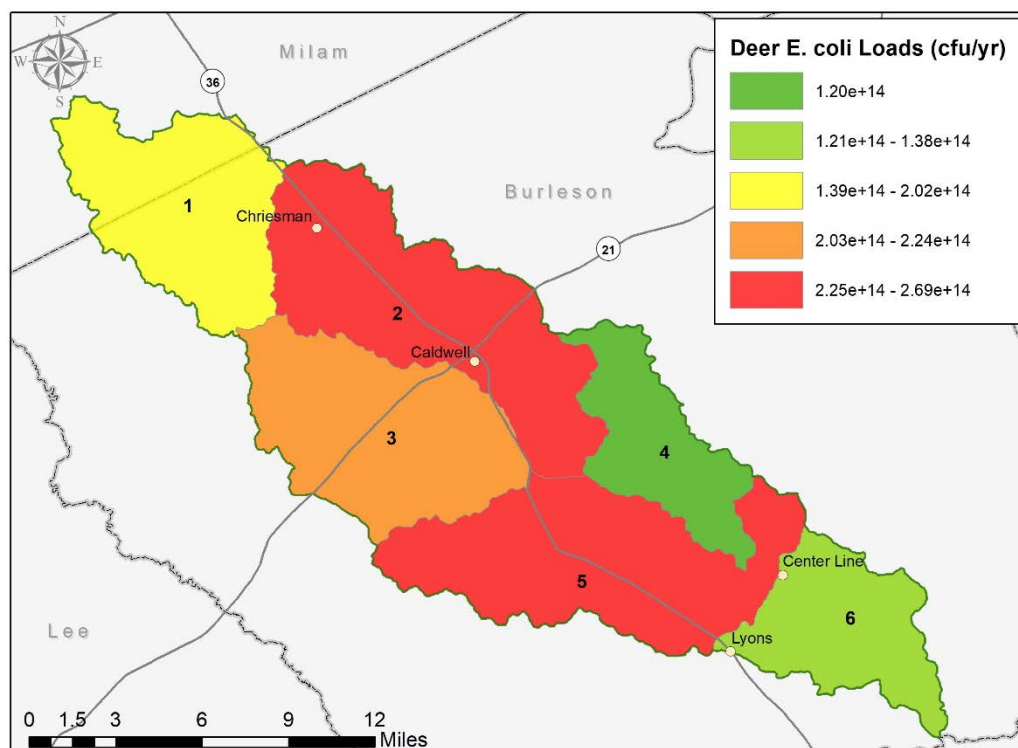 N
W E
S
Milam
36
Deer E. coli Loads (cfu/yr)
1.20e+14
1.21e+14 - 1.38e+14
1.39e+14 - 2.02e+14
2.03e+14 - 2.24e+14
2.25e+14 - 2.69e+14
Burleson
1
Chriesman
21
2
Caldwell
3
4
5
Center Line
6
Lee
Lyons
0 1.5 3 6 9 12
Miles